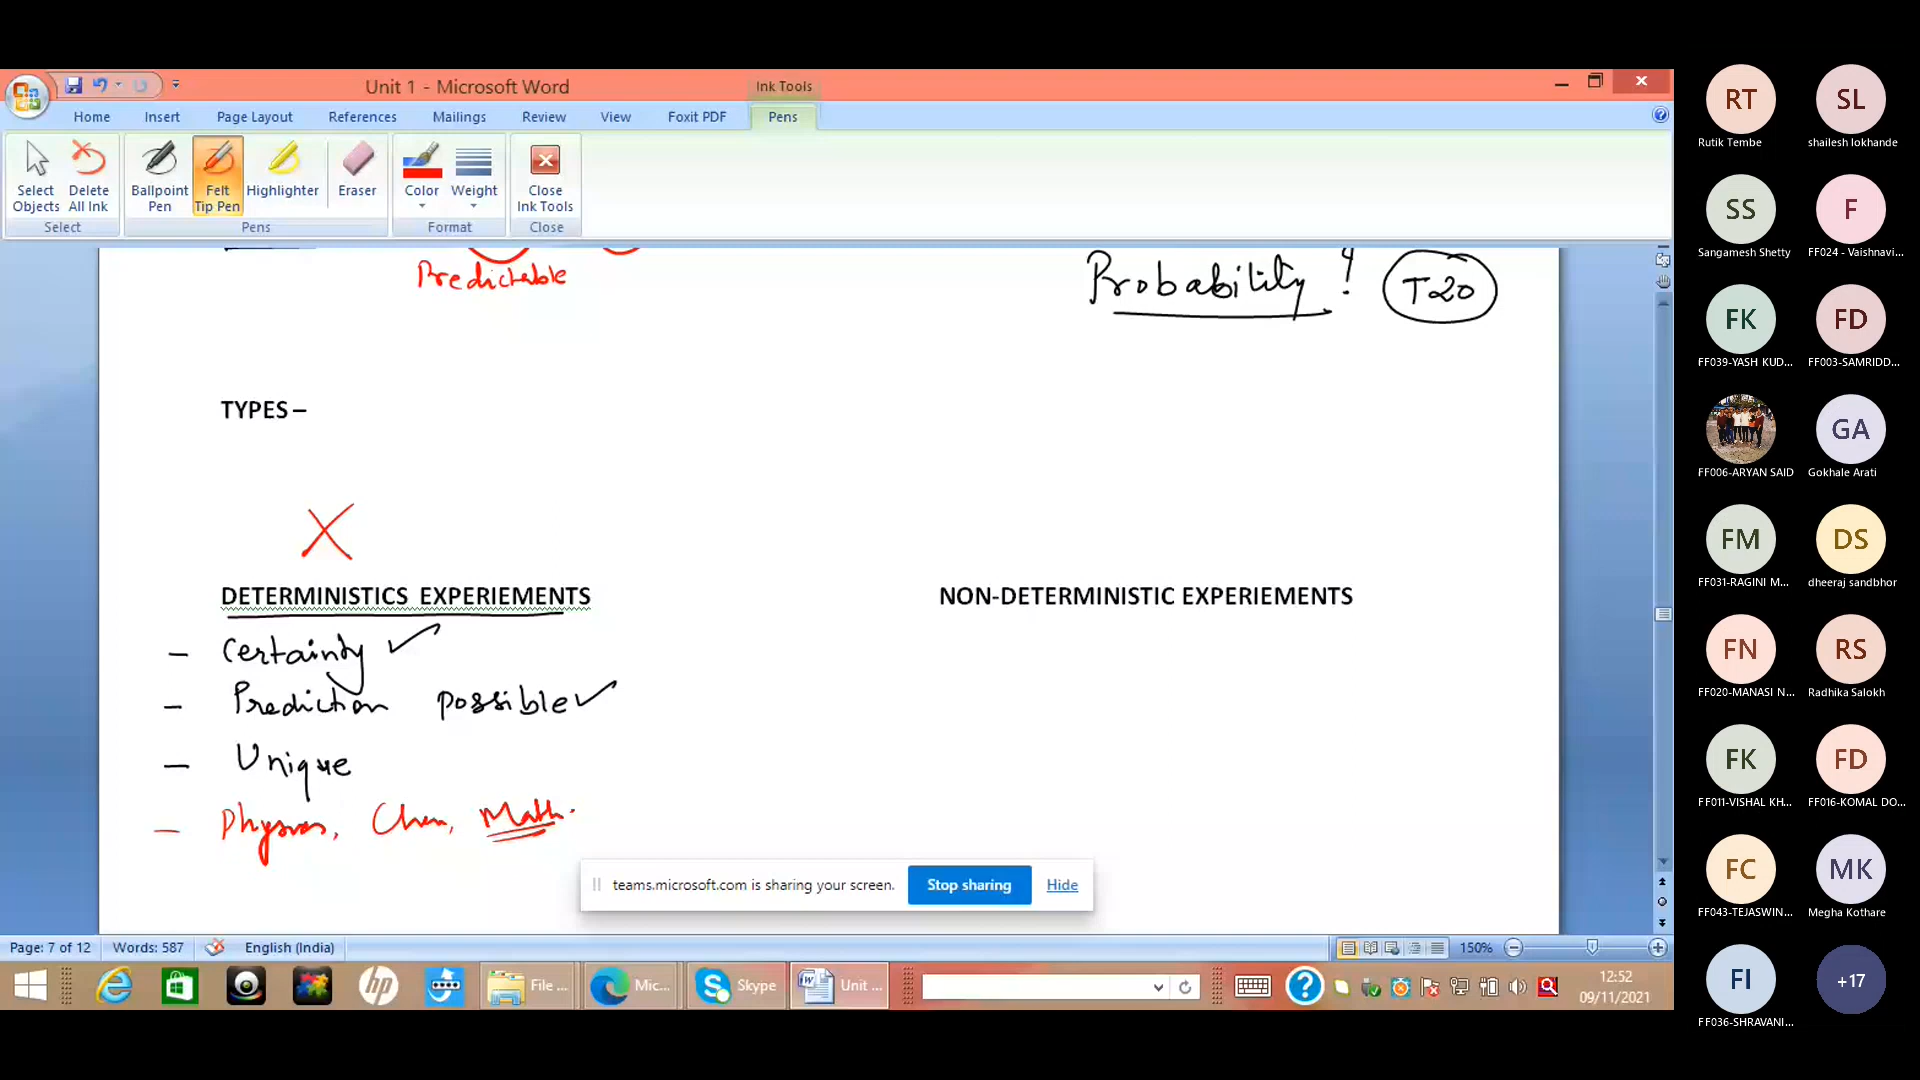 Unit 1 - Microsoft Word
Ink Tools
Home Insert Page Layout References Mailings Review View Foxit PDF Pens
Select Objects
Delete All Ink
Ballpoint Pen
Felt Tip Pen
Highlighter
Eraser
Color
Weight
Close Ink Tools
Select Pens Format Close
Predictable
Probability ! T20
TYPES –
X
DETERMINISTICS EXPERIEMENTS
NON-DETERMINISTIC EXPERIEMENTS
– Certainty ✓
– Prediction possible ✓
– Unique
– Physics, Chem, Math.
teams.microsoft.com is sharing your screen. Stop sharing Hide
Page: 7 of 12 Words: 587 English (India) 150%
hp File ... Mic... Skype Unit ...
12:52
09/11/2021
RT SL
Rutik Tembe shailesh lokhande
SS F
Sangamesh Shetty FF024 - Vaishnavi...
FK FD
FF039-YASH KUD... FF003-SAMRIDD...
GA
FF006-ARYAN SAID Gokhale Arati
FM DS
FF031-RAGINI M... dheeraj sandbhor
FN RS
FF020-MANASI N... Radhika Salokh
FK FD
FF011-VISHAL KH... FF016-KOMAL DO...
FC MK
FF043-TEJASWIN... Megha Kothare
FI +17
FF036-SHRAVANI...